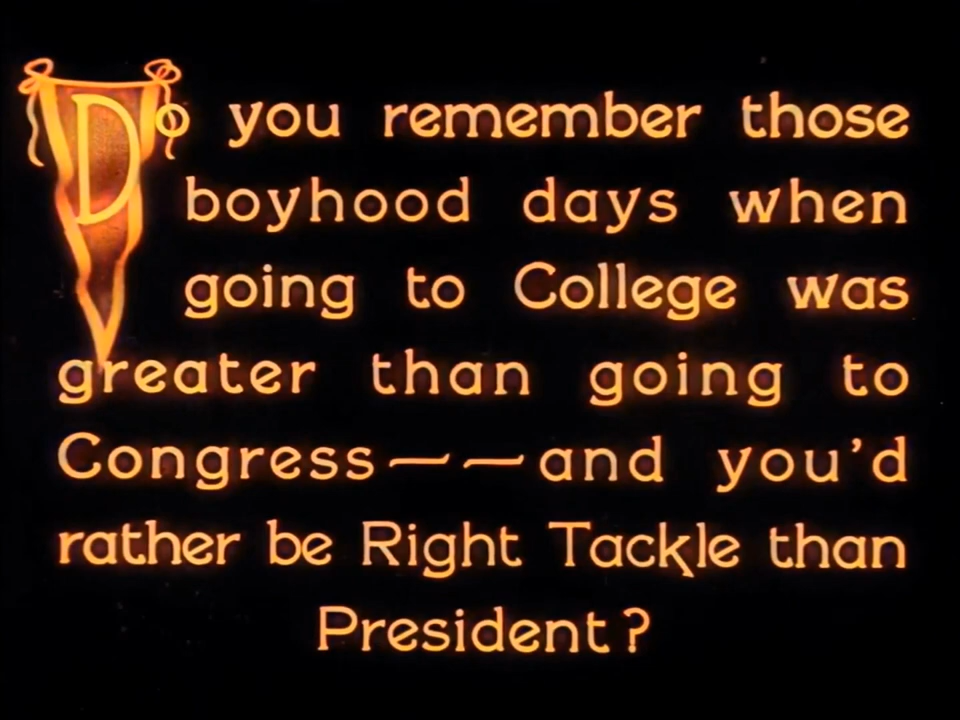 Do you remember those
boyhood days when
going to College was
greater than going to
Congress——and you'd
rather be Right Tackle than
President?